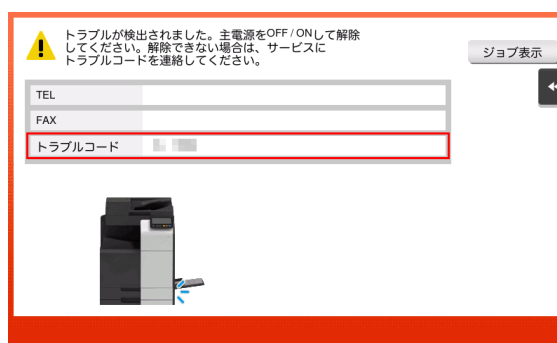 トラブルが検出されました。主電源をOFF/ONして解除
してください。解除できない場合は、サービスに
トラブルコードを連絡してください。
ジョブ表示
TEL
FAX
トラブルコード